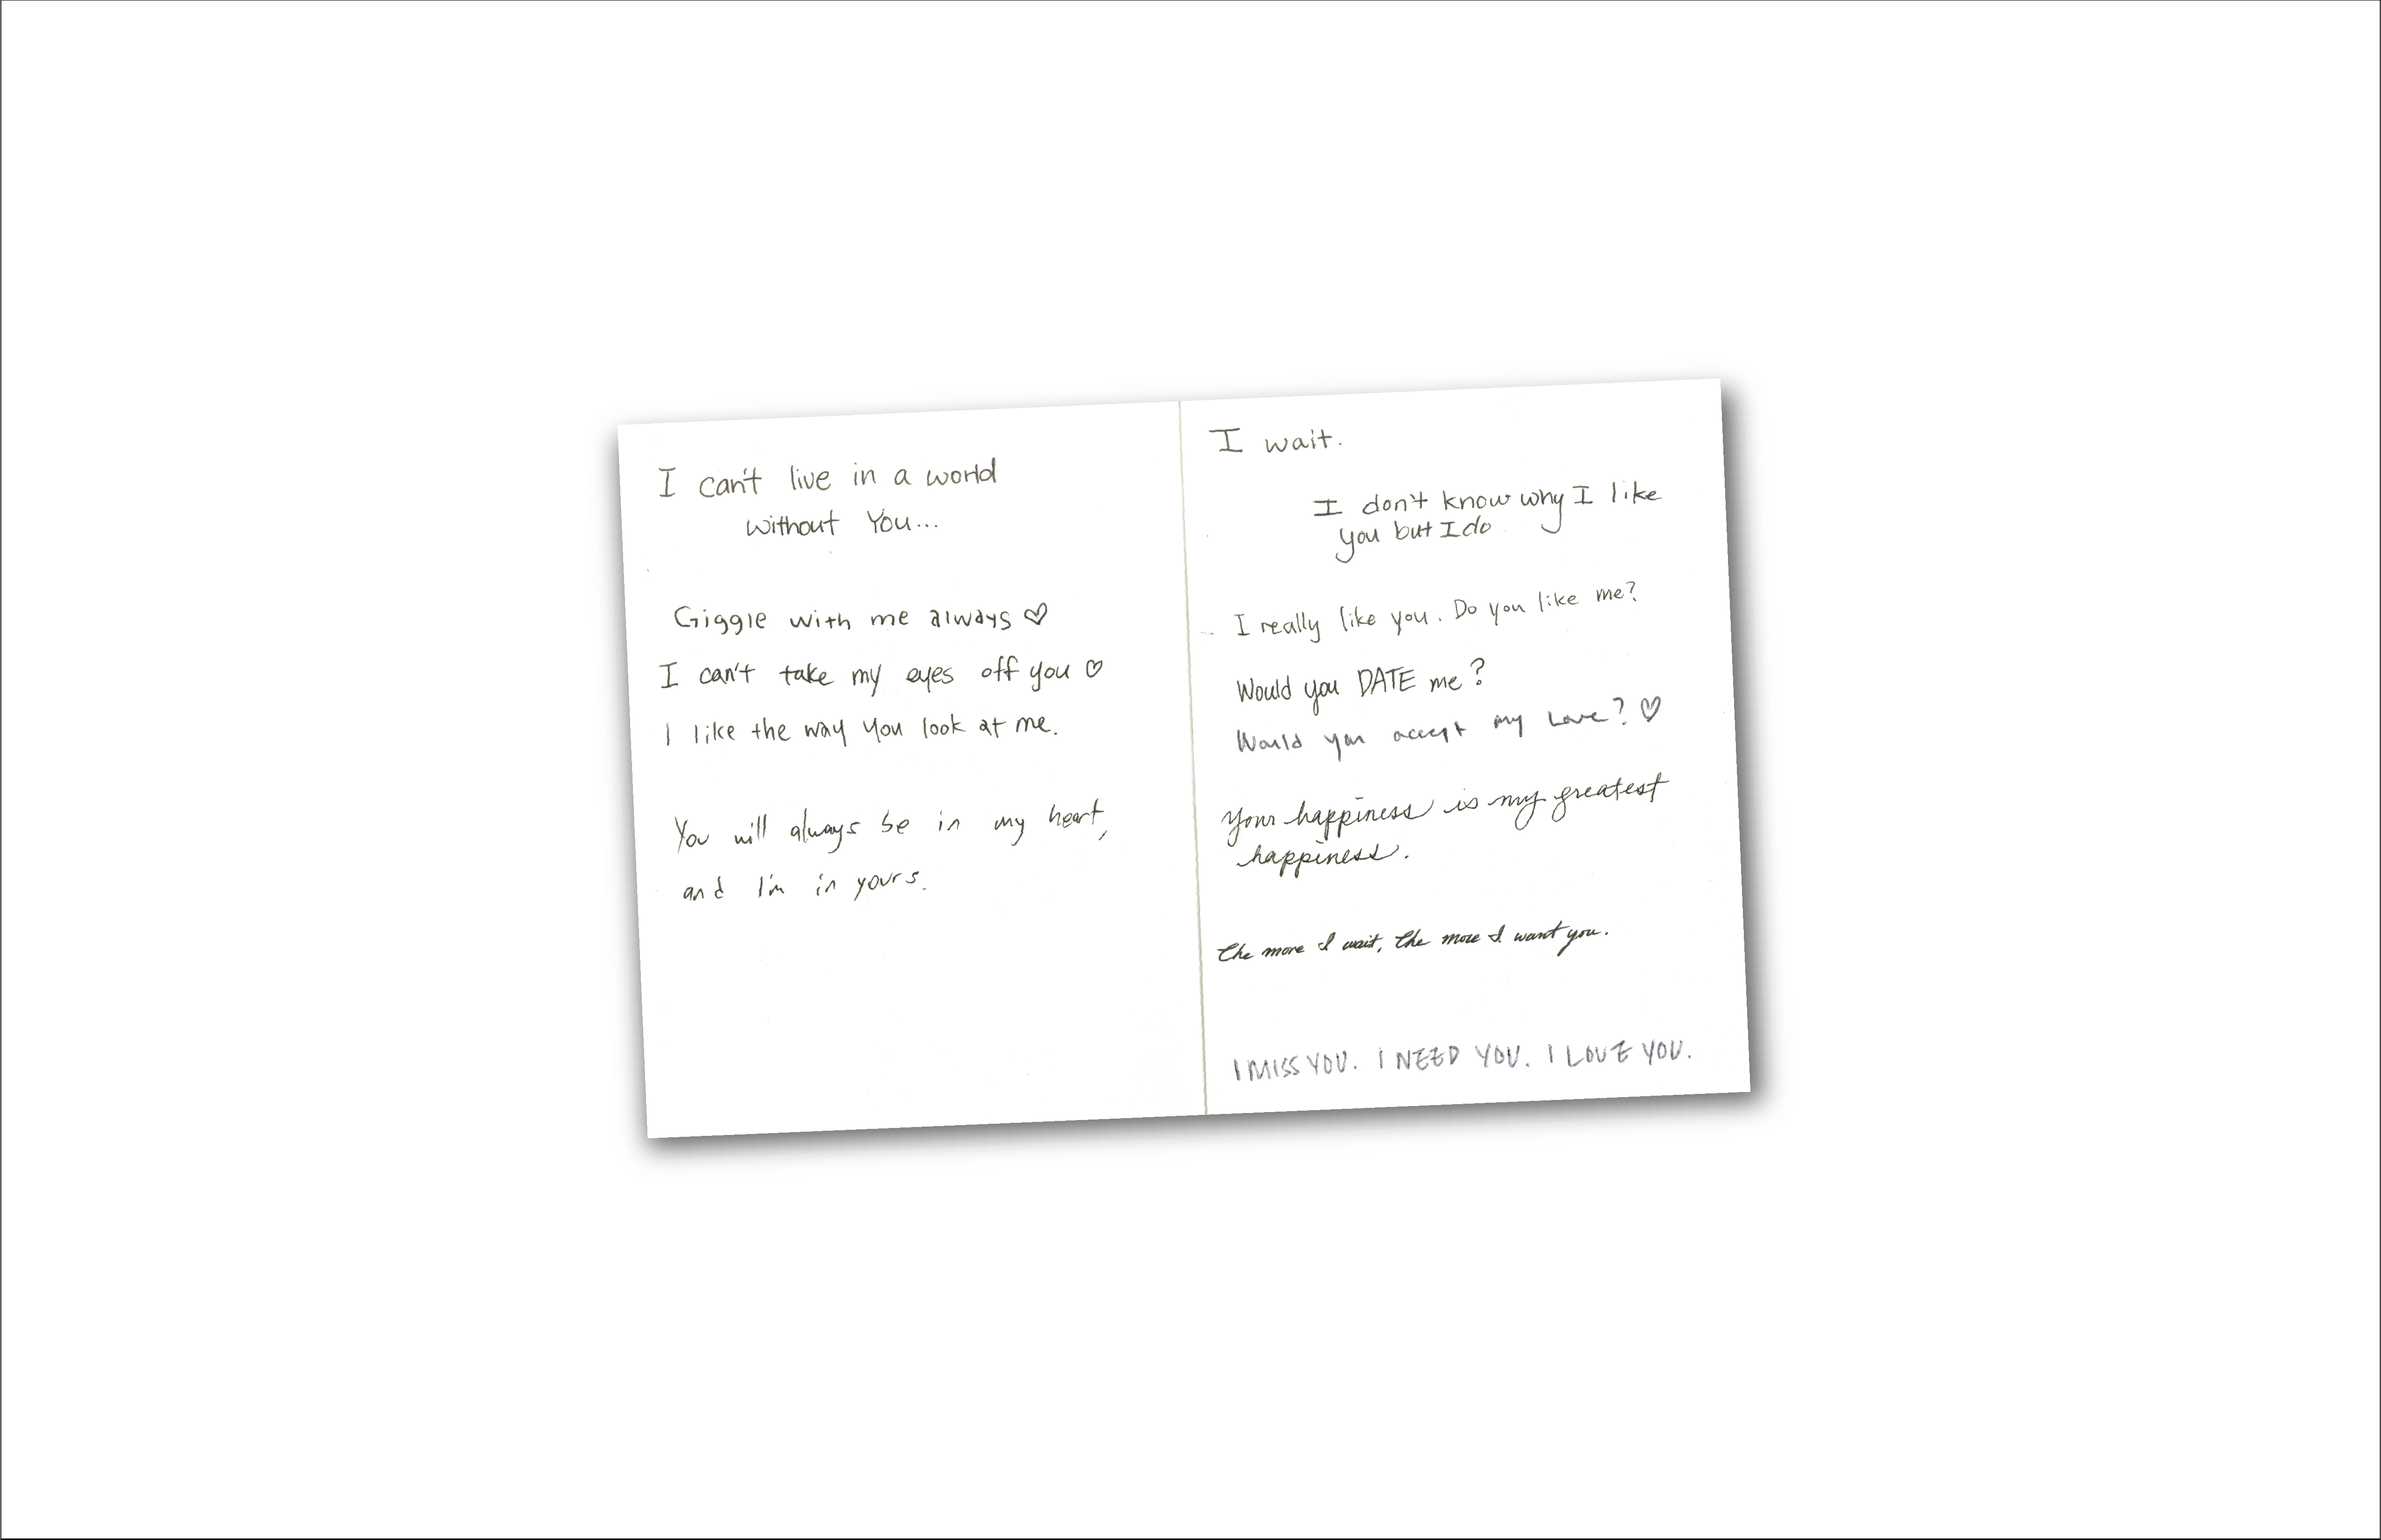 I can't live in a world
without You...
Giggle with me always ♡
I can't take my eyes off you ♡
I like the way you look at me.
You will always be in my heart,
and I'm in yours.
I wait.
I don't know why I like
you but I do
I really like you. Do you like me?
Would you DATE me?
Would you accept my Love? ♡
Your happiness is my greatest
happiness.
The more I wait, the more I want you.
I MISS YOU. I NEED YOU. I LOVE YOU.